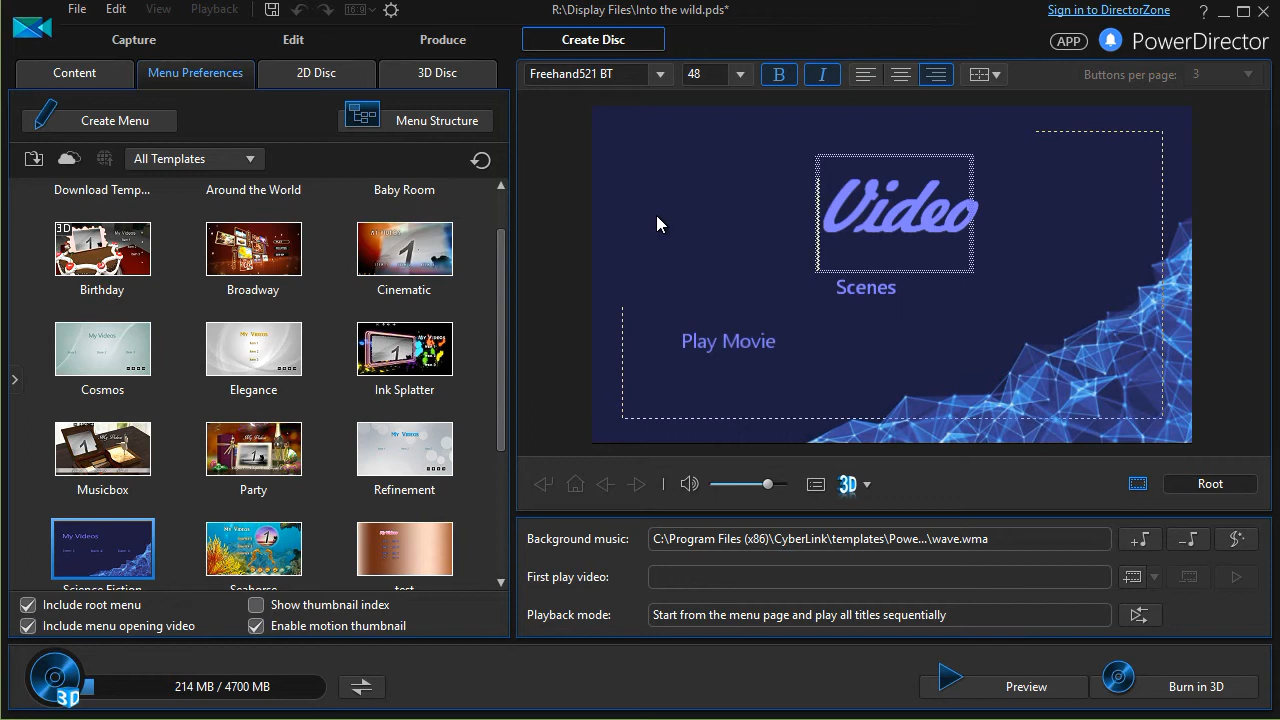 File Edit View Playback 16:9 R:\Display Files\Into the wild.pds* Sign in to DirectorZone ?
Capture Edit Produce Create Disc APP PowerDirector
Content Menu Preferences 2D Disc 3D Disc
Freehand521 BT 48 B I Buttons per page: 3
Create Menu Menu Structure
All Templates
Download Temp... Around the World Baby Room
Video
Scenes
Play Movie
3D
Birthday Broadway Cinematic
Cosmos Elegance Ink Splatter
Musicbox Party Refinement
My Videos
Science Fiction Seahorse test
3D Root
Background music: C:\Program Files (x86)\CyberLink\templates\Powe...\wave.wma
First play video:
Playback mode: Start from the menu page and play all titles sequentially
Include root menu Show thumbnail index
Include menu opening video Enable motion thumbnail
3D 214 MB / 4700 MB Preview Burn in 3D